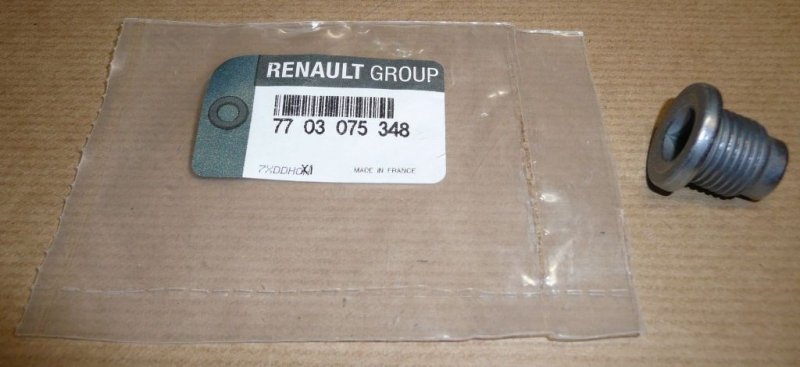 RENAULT GROUP
77 03 075 348
MADE IN FRANCE